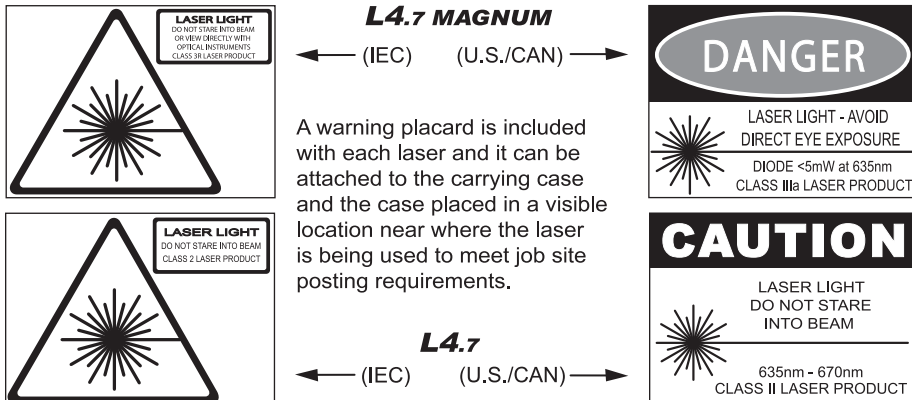 LASER LIGHT
DO NOT STARE INTO BEAM
OR VIEW DIRECTLY WITH
OPTICAL INSTRUMENTS
CLASS 3R LASER PRODUCT
L4.7 MAGNUM
(IEC) (U.S./CAN)
DANGER
LASER LIGHT - AVOID
DIRECT EYE EXPOSURE
DIODE <5mW at 635nm
CLASS IIIa LASER PRODUCT
A warning placard is included
with each laser and it can be
attached to the carrying case
and the case placed in a visible
location near where the laser
is being used to meet job site
posting requirements.
LASER LIGHT
DO NOT STARE INTO BEAM
CLASS 2 LASER PRODUCT
L4.7
(IEC) (U.S./CAN)
CAUTION
LASER LIGHT
DO NOT STARE
INTO BEAM
635nm - 670nm
CLASS II LASER PRODUCT